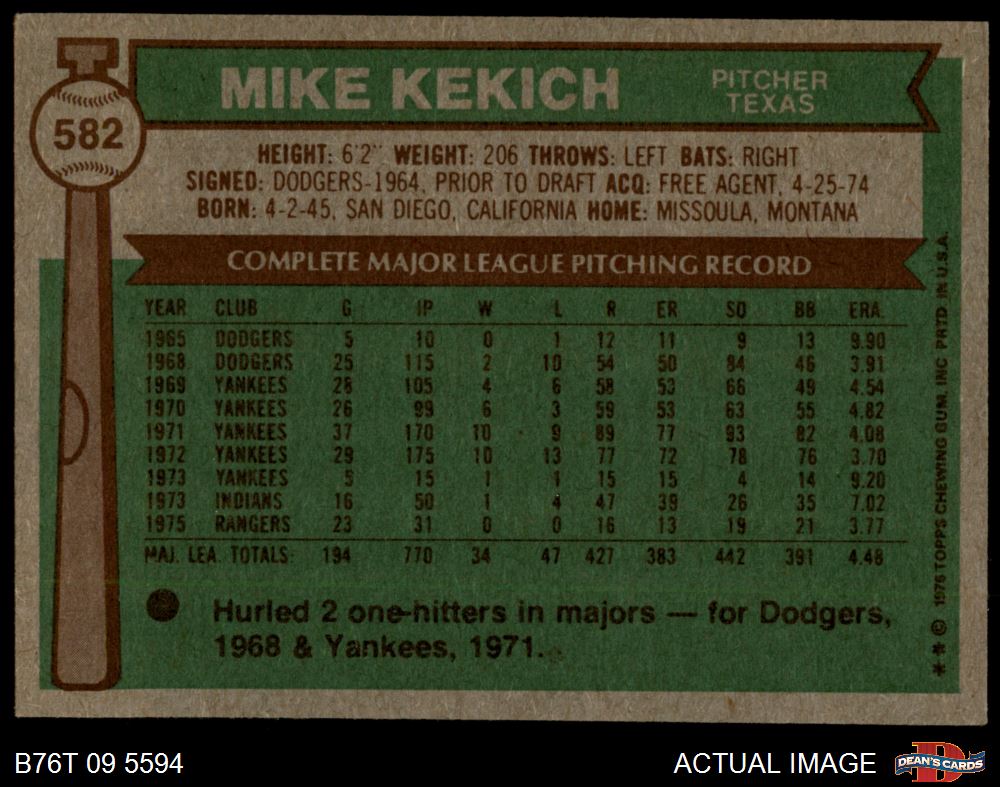 582
MIKE KEKICH
PITCHER
TEXAS
HEIGHT: 6'2" WEIGHT: 206 THROWS: LEFT BATS: RIGHT
SIGNED: DODGERS-1964, PRIOR TO DRAFT ACQ: FREE AGENT, 4-25-74
BORN: 4-2-45, SAN DIEGO, CALIFORNIA HOME: MISSOULA, MONTANA
COMPLETE MAJOR LEAGUE PITCHING RECORD
YEAR CLUB G IP W L R ER SO BB ERA
1965 DODGERS 5 10 0 1 12 11 9 13 9.90
1968 DODGERS 25 115 2 10 54 50 84 46 3.91
1969 YANKEES 28 105 4 6 58 53 66 49 4.54
1970 YANKEES 26 99 6 3 59 53 63 55 4.82
1971 YANKEES 37 170 10 9 89 77 93 82 4.08
1972 YANKEES 29 175 10 13 77 72 78 76 3.70
1973 YANKEES 5 15 1 1 15 15 4 14 9.20
1973 INDIANS 16 50 1 4 47 39 26 35 7.02
1975 RANGERS 23 31 0 0 16 13 19 21 3.77
MAJ. LEA. TOTALS 194 770 34 47 427 383 442 391 4.48
Hurled 2 one-hitters in majors — for Dodgers,
1968 & Yankees, 1971.
** © 1976 TOPPS CHEWING GUM, INC. PRTD. IN U.S.A.
B76T 09 5594
ACTUAL IMAGE
D
DEAN'S CARDS